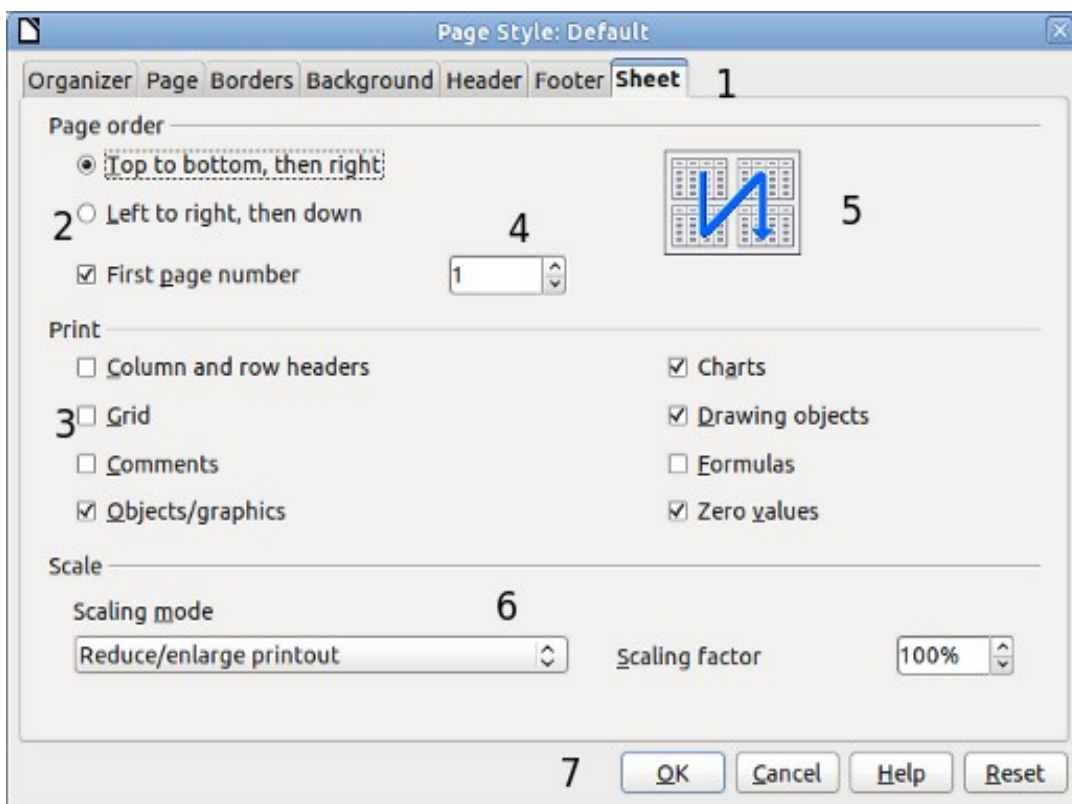 Page Style: Default
Organizer Page Borders Background Header Footer Sheet 1
Page order
Top to bottom, then right
2 Left to right, then down 4 5
First page number 1
Print
Column and row headers Charts
3 Grid Drawing objects
Comments Formulas
Objects/graphics Zero values
Scale
Scaling mode 6
Reduce/enlarge printout Scaling factor 100%
7 OK Cancel Help Reset